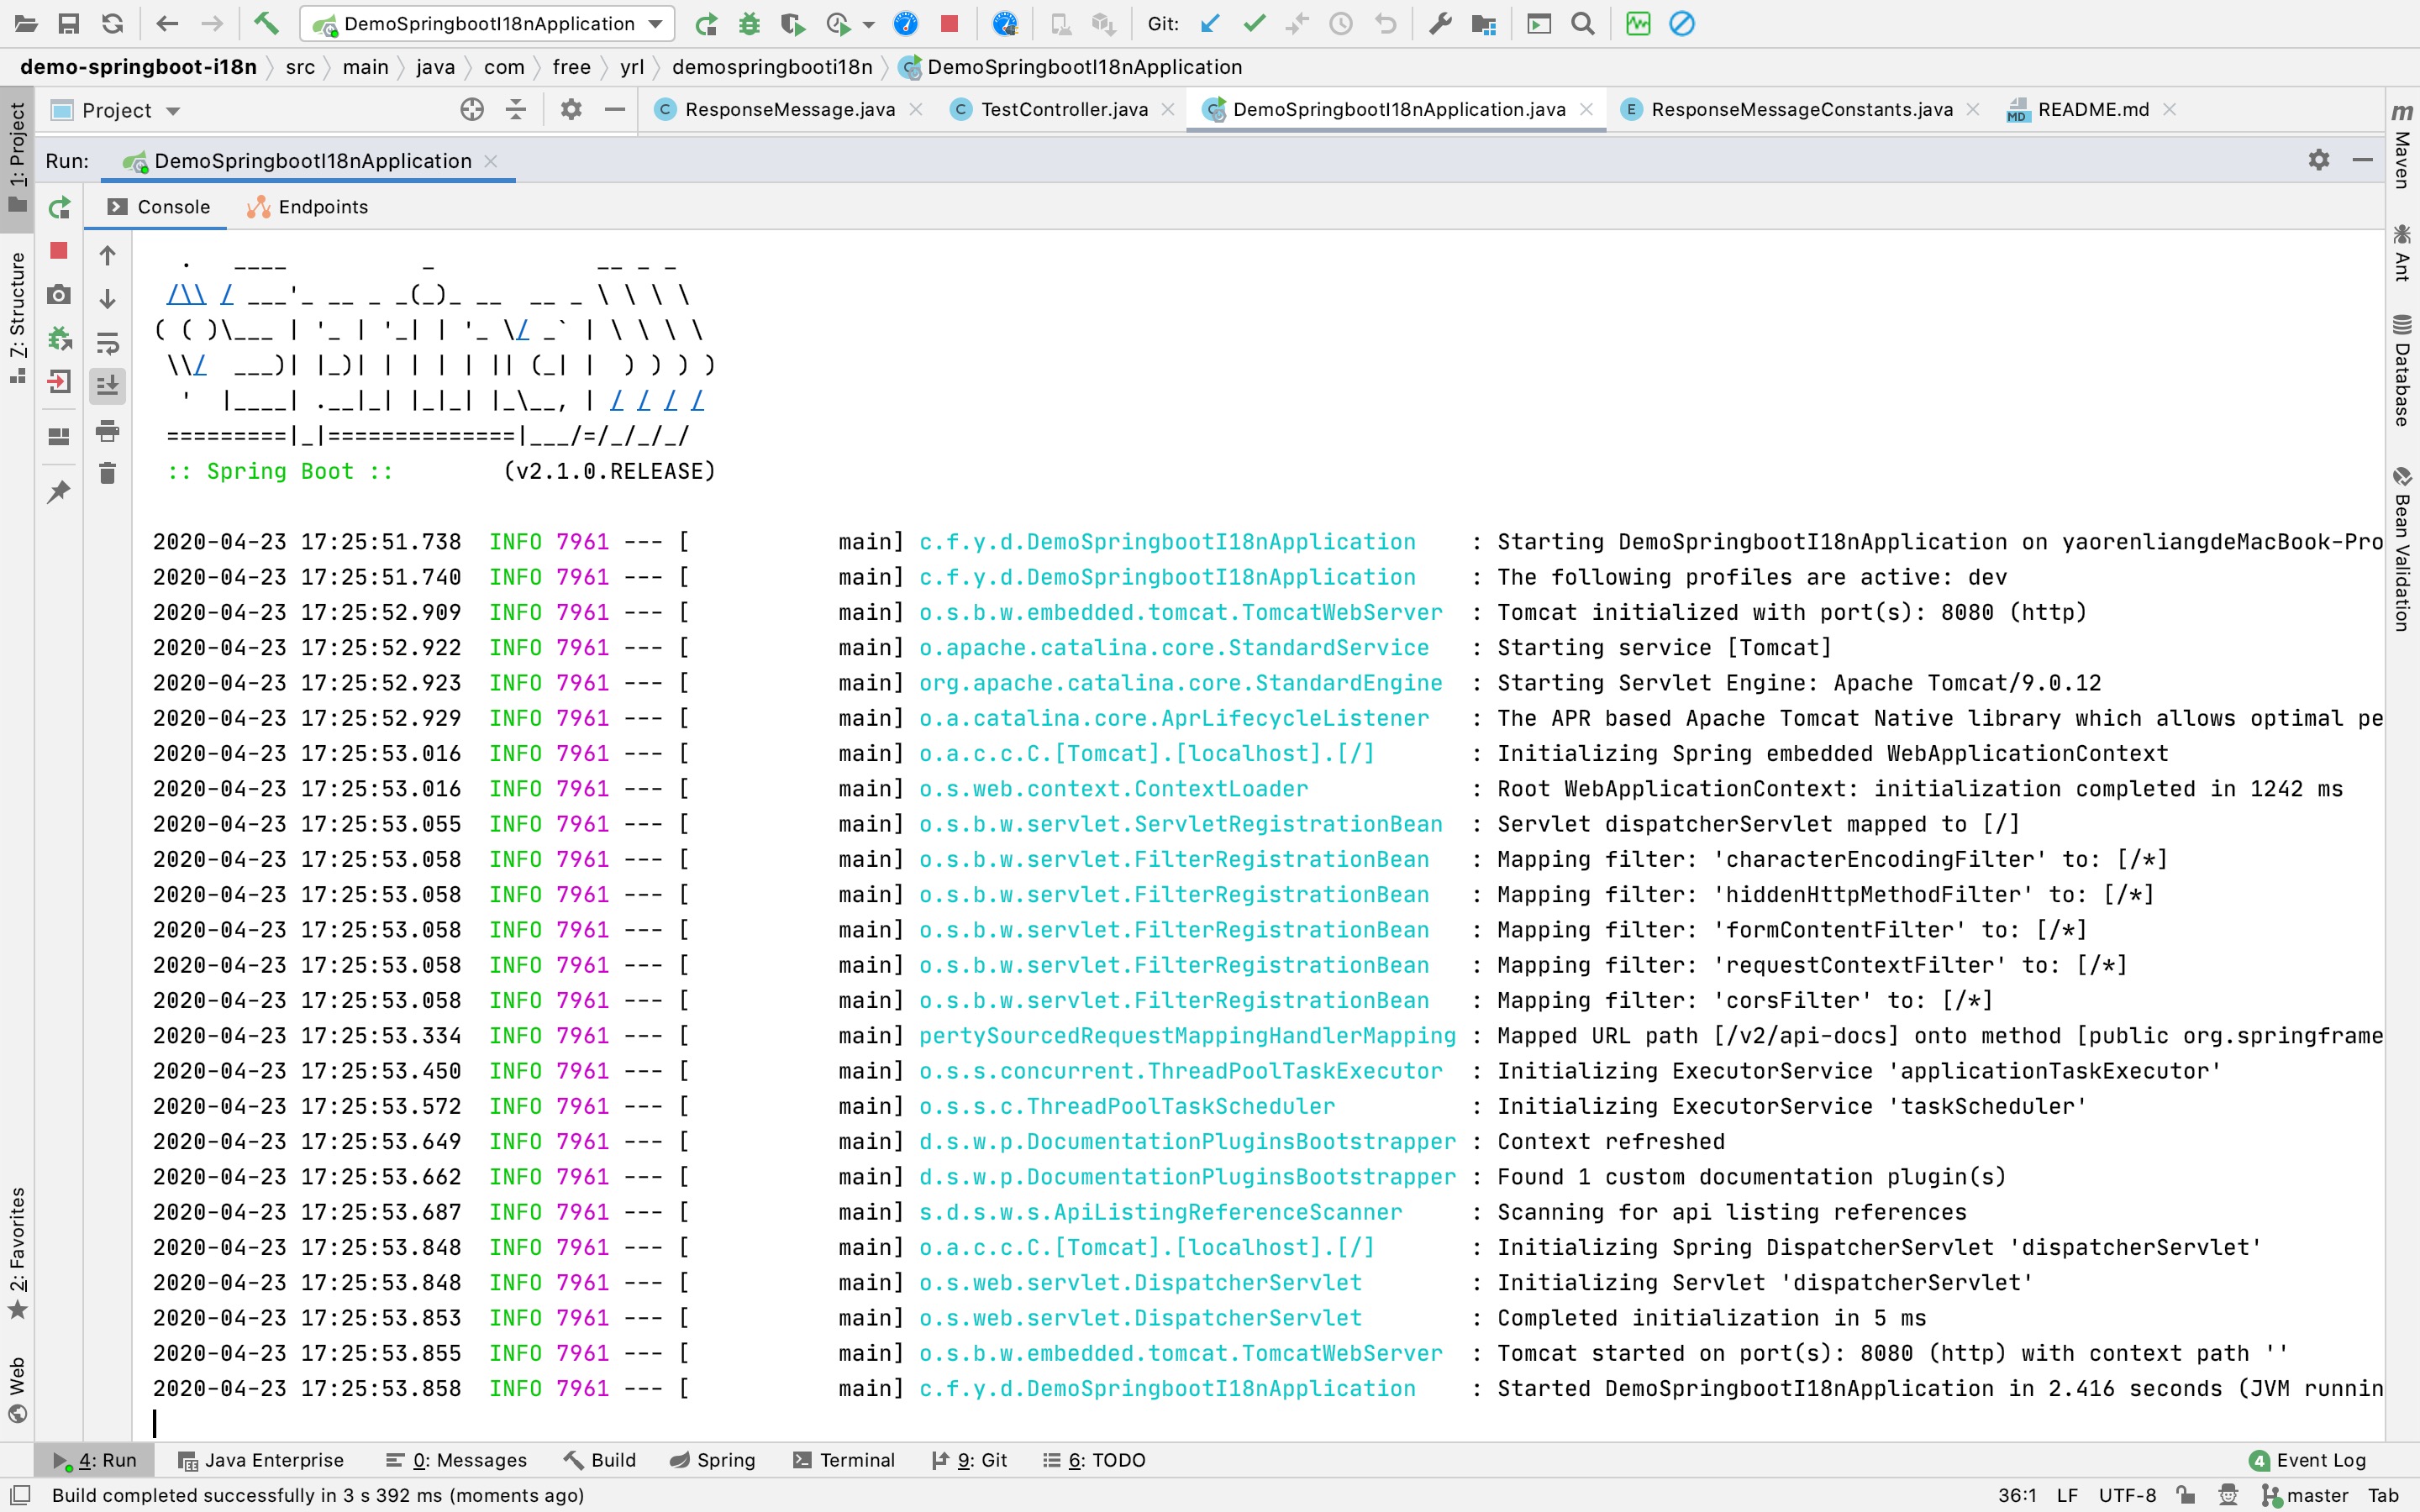 DemoSpringbootI18nApplication
Git:
demo-springboot-i18n src main java com free yrl demospringbooti18n DemoSpringbootI18nApplication
Project
ResponseMessage.java TestController.java DemoSpringbootI18nApplication.java ResponseMessageConstants.java README.md
Run: DemoSpringbootI18nApplication
Console Endpoints
1: Project
7: Structure
2: Favorites
Web
Maven
Ant
Database
Bean Validation
  .   ____          _            __ _ _
 /\\ / ___'_ __ _ _(_)_ __  __ _ \ \ \ \
( ( )\___ | '_ | '_| | '_ \/ _` | \ \ \ \
 \\/  ___)| |_)| | | | | || (_| |  ) ) ) )
  '  |____| .__|_| |_|_| |_\__, | / / / /
 =========|_|==============|___/=/_/_/_/
 :: Spring Boot ::        (v2.1.0.RELEASE)
2020-04-23 17:25:51.738  INFO 7961 --- [           main] c.f.y.d.DemoSpringbootI18nApplication    : Starting DemoSpringbootI18nApplication on yaorenliangdeMacBook-Pro
2020-04-23 17:25:51.740  INFO 7961 --- [           main] c.f.y.d.DemoSpringbootI18nApplication    : The following profiles are active: dev
2020-04-23 17:25:52.909  INFO 7961 --- [           main] o.s.b.w.embedded.tomcat.TomcatWebServer  : Tomcat initialized with port(s): 8080 (http)
2020-04-23 17:25:52.922  INFO 7961 --- [           main] o.apache.catalina.core.StandardService   : Starting service [Tomcat]
2020-04-23 17:25:52.923  INFO 7961 --- [           main] org.apache.catalina.core.StandardEngine  : Starting Servlet Engine: Apache Tomcat/9.0.12
2020-04-23 17:25:52.929  INFO 7961 --- [           main] o.a.catalina.core.AprLifecycleListener   : The APR based Apache Tomcat Native library which allows optimal pe
2020-04-23 17:25:53.016  INFO 7961 --- [           main] o.a.c.c.C.[Tomcat].[localhost].[/]       : Initializing Spring embedded WebApplicationContext
2020-04-23 17:25:53.016  INFO 7961 --- [           main] o.s.web.context.ContextLoader            : Root WebApplicationContext: initialization completed in 1242 ms
2020-04-23 17:25:53.055  INFO 7961 --- [           main] o.s.b.w.servlet.ServletRegistrationBean  : Servlet dispatcherServlet mapped to [/]
2020-04-23 17:25:53.058  INFO 7961 --- [           main] o.s.b.w.servlet.FilterRegistrationBean   : Mapping filter: 'characterEncodingFilter' to: [/*]
2020-04-23 17:25:53.058  INFO 7961 --- [           main] o.s.b.w.servlet.FilterRegistrationBean   : Mapping filter: 'hiddenHttpMethodFilter' to: [/*]
2020-04-23 17:25:53.058  INFO 7961 --- [           main] o.s.b.w.servlet.FilterRegistrationBean   : Mapping filter: 'formContentFilter' to: [/*]
2020-04-23 17:25:53.058  INFO 7961 --- [           main] o.s.b.w.servlet.FilterRegistrationBean   : Mapping filter: 'requestContextFilter' to: [/*]
2020-04-23 17:25:53.058  INFO 7961 --- [           main] o.s.b.w.servlet.FilterRegistrationBean   : Mapping filter: 'corsFilter' to: [/*]
2020-04-23 17:25:53.334  INFO 7961 --- [           main] pertySourcedRequestMappingHandlerMapping : Mapped URL path [/v2/api-docs] onto method [public org.springframe
2020-04-23 17:25:53.450  INFO 7961 --- [           main] o.s.s.concurrent.ThreadPoolTaskExecutor  : Initializing ExecutorService 'applicationTaskExecutor'
2020-04-23 17:25:53.572  INFO 7961 --- [           main] o.s.s.c.ThreadPoolTaskScheduler          : Initializing ExecutorService 'taskScheduler'
2020-04-23 17:25:53.649  INFO 7961 --- [           main] d.s.w.p.DocumentationPluginsBootstrapper : Context refreshed
2020-04-23 17:25:53.662  INFO 7961 --- [           main] d.s.w.p.DocumentationPluginsBootstrapper : Found 1 custom documentation plugin(s)
2020-04-23 17:25:53.687  INFO 7961 --- [           main] s.d.s.w.s.ApiListingReferenceScanner     : Scanning for api listing references
2020-04-23 17:25:53.848  INFO 7961 --- [           main] o.a.c.c.C.[Tomcat].[localhost].[/]       : Initializing Spring DispatcherServlet 'dispatcherServlet'
2020-04-23 17:25:53.848  INFO 7961 --- [           main] o.s.web.servlet.DispatcherServlet        : Initializing Servlet 'dispatcherServlet'
2020-04-23 17:25:53.853  INFO 7961 --- [           main] o.s.web.servlet.DispatcherServlet        : Completed initialization in 5 ms
2020-04-23 17:25:53.855  INFO 7961 --- [           main] o.s.b.w.embedded.tomcat.TomcatWebServer  : Tomcat started on port(s): 8080 (http) with context path ''
2020-04-23 17:25:53.858  INFO 7961 --- [           main] c.f.y.d.DemoSpringbootI18nApplication    : Started DemoSpringbootI18nApplication in 2.416 seconds (JVM runnin
4: Run Java Enterprise 0: Messages Build Spring Terminal 9: Git 6: TODO 4 Event Log
Build completed successfully in 3 s 392 ms (moments ago) 36:1 LF UTF-8 master Tab